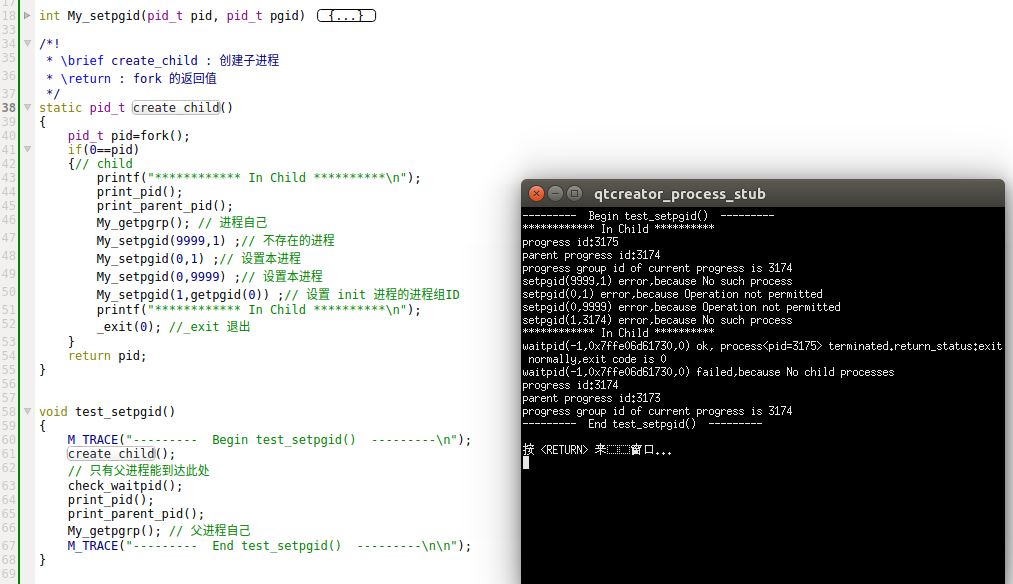 17
18 int My_setpgid(pid_t pid, pid_t pgid) {...}
33
34 /*!
35 * \brief create_child : 创建子进程
36 * \return : fork 的返回值
37 */
38 static pid_t create_child()
39 {
40 pid_t pid=fork();
41 if(0==pid)
42 {// child
43 printf("************ In Child **********\n");
44 print_pid();
45 print_parent_pid();
46 My_getpgrp(); // 进程自己
47 My_setpgid(9999,1) ;// 不存在的进程
48 My_setpgid(0,1) ;// 设置本进程
49 My_setpgid(0,9999) ;// 设置本进程
50 My_setpgid(1,getpgid(0)) ;// 设置 init 进程的进程组ID
51 printf("************ In Child **********\n");
52 _exit(0); //_exit 退出
53 }
54 return pid;
55 }
56
57
58 void test_setpgid()
59 {
60 M_TRACE("--------- Begin test_setpgid() ---------\n");
61 create_child();
62 // 只有父进程能到达此处
63 check_waitpid();
64 print_pid();
65 print_parent_pid();
66 My_getpgrp(); // 父进程自己
67 M_TRACE("--------- End test_setpgid() ---------\n\n");
68 }
69
qtcreator_process_stub
--------- Begin test_setpgid() ---------
************ In Child **********
progress id:3175
parent progress id:3174
progress group id of current progress is 3174
setpgid(9999,1) error,because No such process
setpgid(0,1) error,because Operation not permitted
setpgid(0,9999) error,because Operation not permitted
setpgid(1,3174) error,because No such process
************ In Child **********
waitpid(-1,0x7ffe06d61730,0) ok, process<pid=3175> terminated.return_status:exit
normally,exit code is 0
waitpid(-1,0x7ffe06d61730,0) failed,because No child processes
progress id:3174
parent progress id:3173
progress group id of current progress is 3174
--------- End test_setpgid() ---------
按 <RETURN> 来窗口...